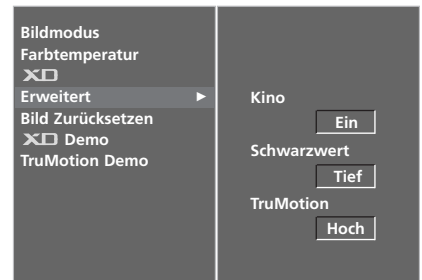 Bildmodus
Farbtemperatur
XD
Erweitert ►
Bild Zurücksetzen
XD Demo
TruMotion Demo
Kino
Ein
Schwarzwert
Tief
TruMotion
Hoch